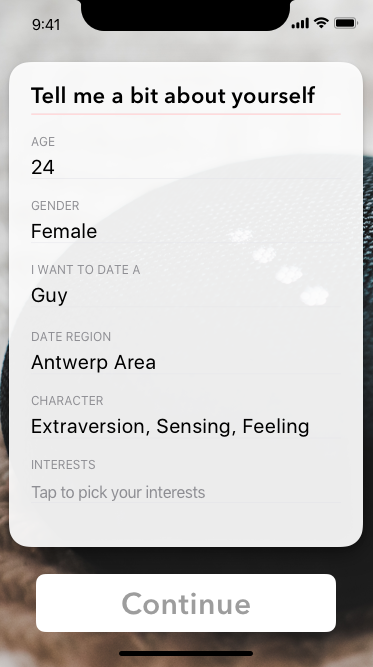 9:41
Tell me a bit about yourself
AGE
24
GENDER
Female
I WANT TO DATE A
Guy
DATE REGION
Antwerp Area
CHARACTER
Extraversion, Sensing, Feeling
INTERESTS
Tap to pick your interests
Continue